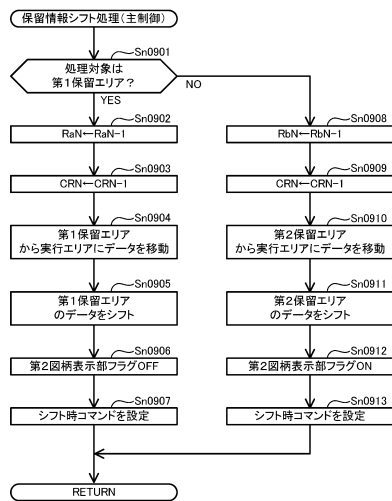 保留情報シフト処理(主制御)
Sn0901
処理対象は
第1保留エリア?
NO
YES
Sn0902
RaN←RaN-1
Sn0903
CRN←CRN-1
Sn0904
第1保留エリア
から実行エリアにデータを移動
Sn0905
第1保留エリア
のデータをシフト
Sn0906
第2図柄表示部フラグOFF
Sn0907
シフト時コマンドを設定
Sn0908
RbN←RbN-1
Sn0909
CRN←CRN-1
Sn0910
第2保留エリア
から実行エリアにデータを移動
Sn0911
第2保留エリア
のデータをシフト
Sn0912
第2図柄表示部フラグON
Sn0913
シフト時コマンドを設定
RETURN